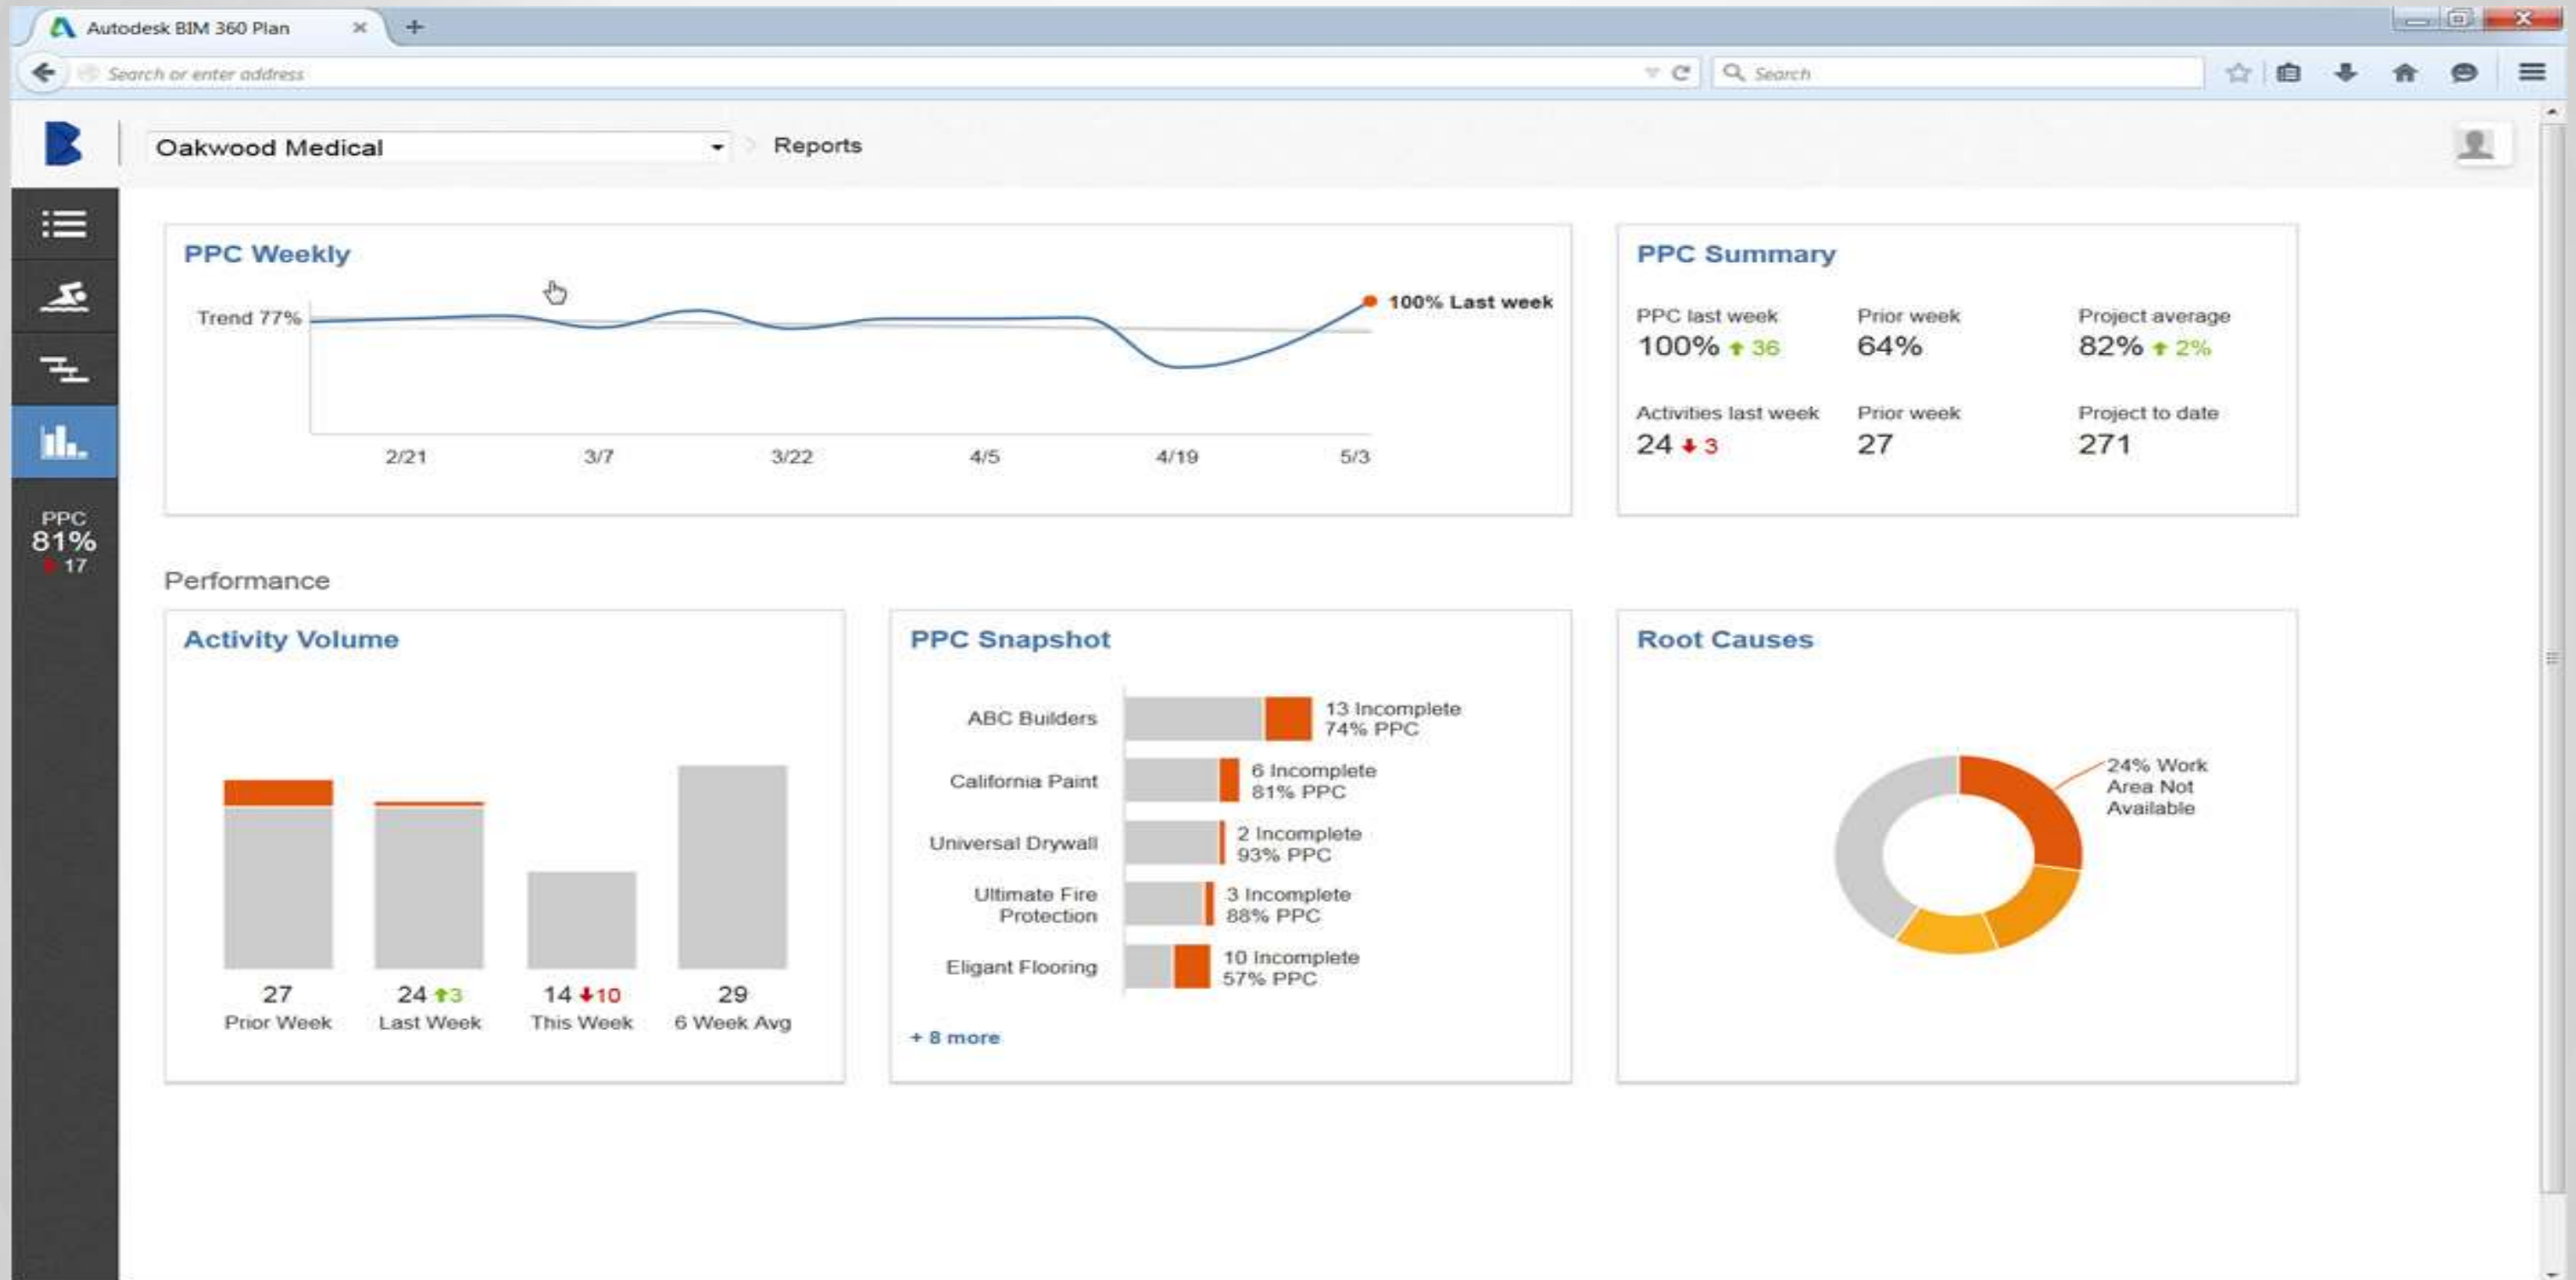 Autodesk BIM 360 Plan
Search or enter address
Search
Oakwood Medical
Reports
PPC
81%
17
PPC Weekly
Trend 77%
100% Last week
2/21 3/7 3/22 4/5 4/19 5/3
PPC Summary
PPC last week Prior week Project average
100% 36 64% 82% 2%
Activities last week Prior week Project to date
24 3 27 271
Performance
Activity Volume
27 24 3 14 10 29
Prior Week Last Week This Week 6 Week Avg
PPC Snapshot
ABC Builders
13 Incomplete
74% PPC
California Paint
6 Incomplete
81% PPC
Universal Drywall
2 Incomplete
93% PPC
Ultimate Fire
Protection
3 Incomplete
88% PPC
Eligant Flooring
10 Incomplete
57% PPC
+ 8 more
Root Causes
24% Work
Area Not
Available